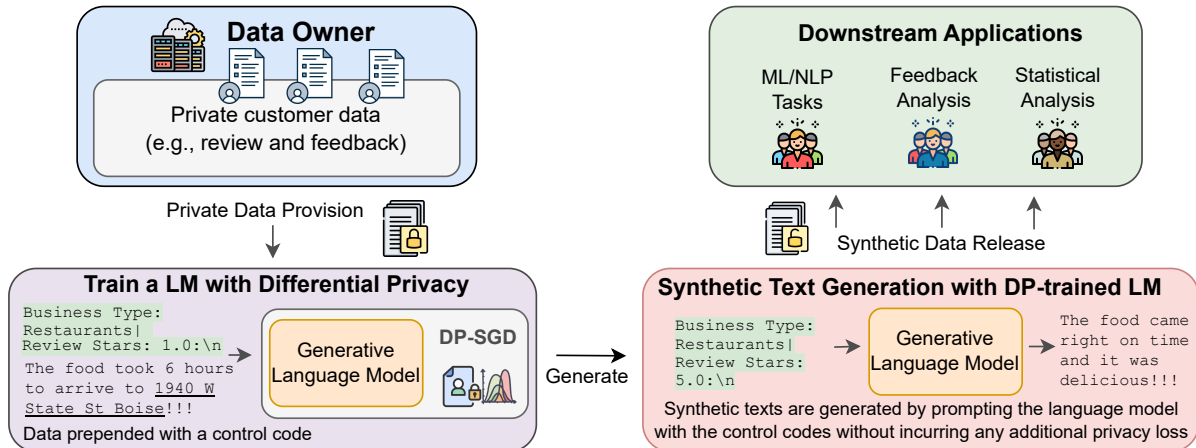 Data Owner
Private customer data
(e.g., review and feedback)
Private Data Provision
Train a LM with Differential Privacy
Business Type:
Restaurants|
Review Stars: 1.0:\n
The food took 6 hours
to arrive to 1940 W
State St Boise!!!
Data prepended with a control code
Generative
Language Model
DP-SGD
Generate
Synthetic Text Generation with DP-trained LM
Business Type:
Restaurants|
Review Stars:
5.0:\n
Generative
Language Model
The food came
right on time
and it was
delicious!!!
Synthetic texts are generated by prompting the language model
with the control codes without incurring any additional privacy loss
Synthetic Data Release
Downstream Applications
ML/NLP
Tasks
Feedback
Analysis
Statistical
Analysis